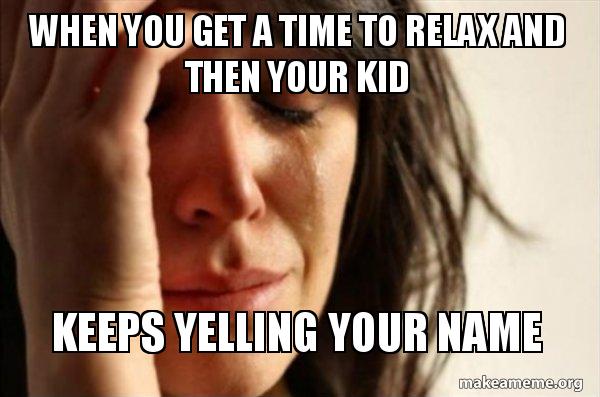 WHEN YOU GET A TIME TO RELAX AND
THEN YOUR KID
KEEPS YELLING YOUR NAME
makeameme.org